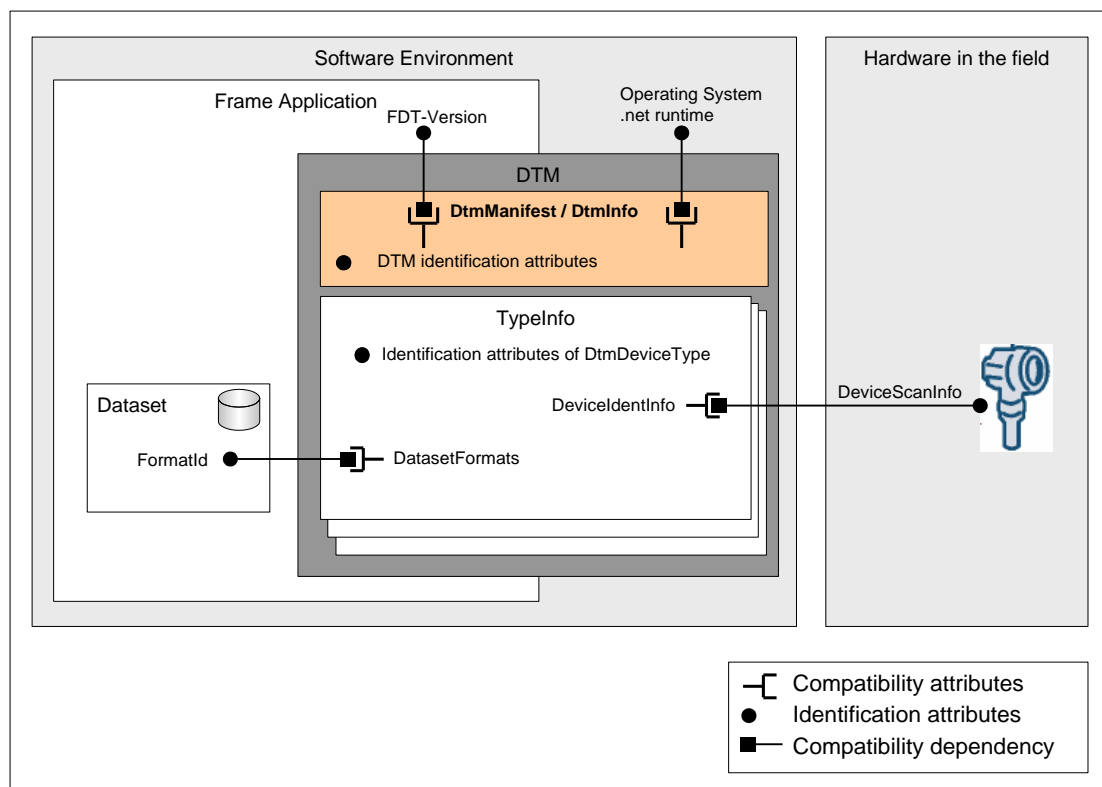 Software Environment
Hardware in the field
Frame Application
Operating System
.net runtime
FDT-Version
DTM
DtmManifest / DtmInfo
DTM identification attributes
TypeInfo
Identification attributes of DtmDeviceType
DeviceIdentInfo
DeviceScanInfo
Dataset
FormatId
DatasetFormats
Compatibility attributes
Identification attributes
Compatibility dependency